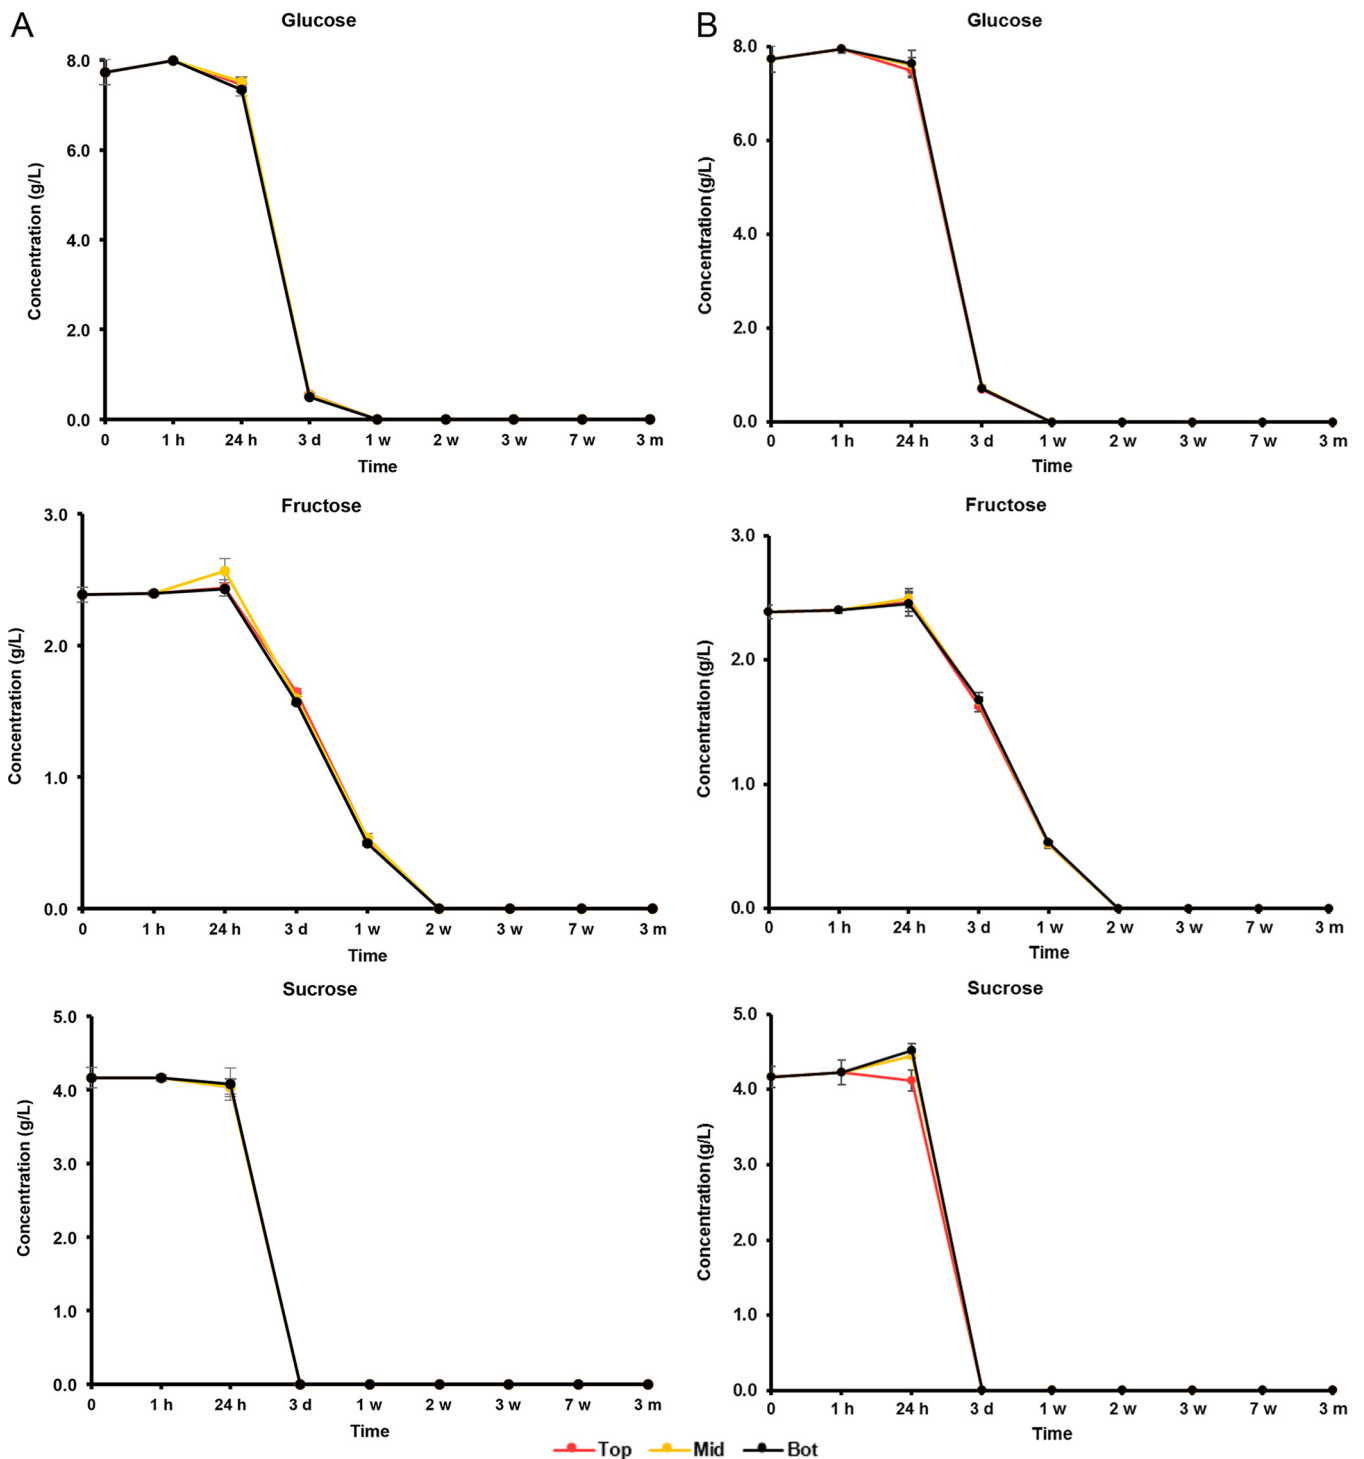 A
Glucose
Concentration (g/L)
8.0
6.0
4.0
2.0
0.0
0 1 h 24 h 3 d 1 w 2 w 3 w 7 w 3 m
Time
B
Glucose
Concentration (g/L)
8.0
6.0
4.0
2.0
0.0
0 1 h 24 h 3 d 1 w 2 w 3 w 7 w 3 m
Time
Fructose
Concentration (g/L)
3.0
2.0
1.0
0.0
0 1 h 24 h 3 d 1 w 2 w 3 w 7 w 3 m
Time
Fructose
Concentration (g/L)
3.0
2.0
1.0
0.0
0 1 h 24 h 3 d 1 w 2 w 3 w 7 w 3 m
Time
Sucrose
Concentration (g/L)
5.0
4.0
3.0
2.0
1.0
0.0
0 1 h 24 h 3 d 1 w 2 w 3 w 7 w 3 m
Time
Sucrose
Concentration (g/L)
5.0
4.0
3.0
2.0
1.0
0.0
0 1 h 24 h 3 d 1 w 2 w 3 w 7 w 3 m
Time
Top Mid Bot